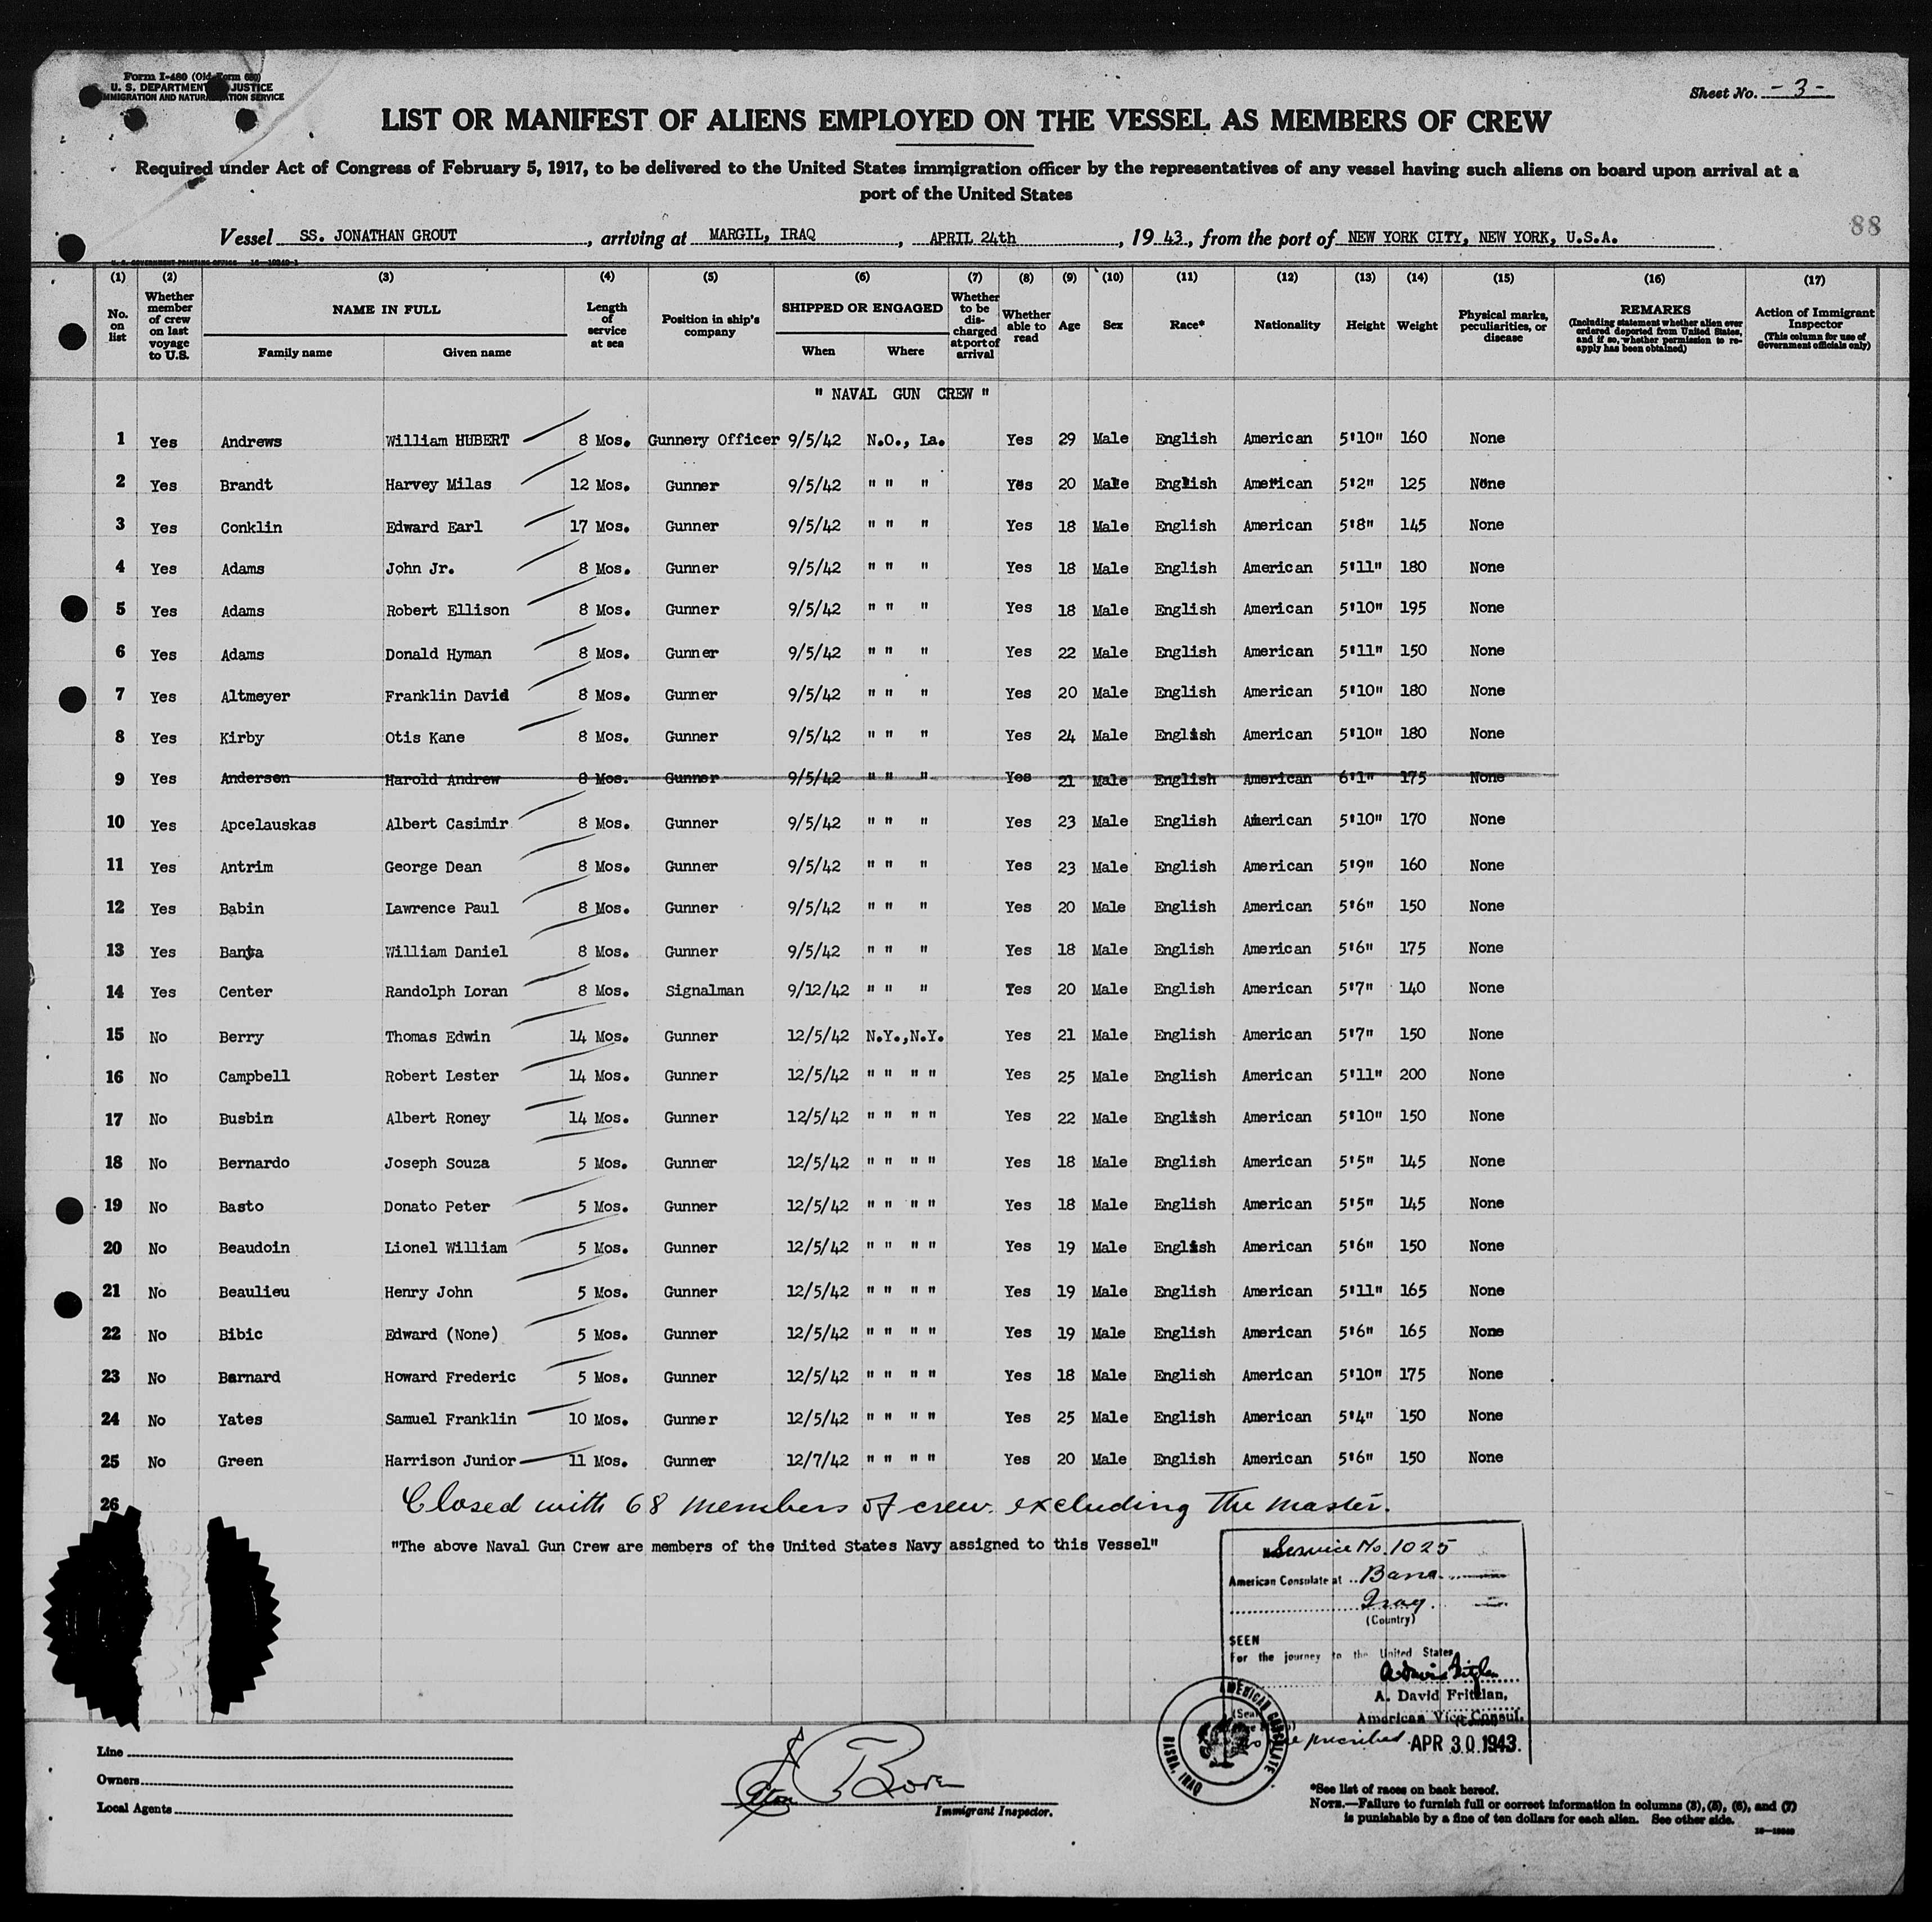 Form I-480 (Old Form 680)
U. S. DEPARTMENT JUSTICE
IMMIGRATION AND NATURALIZATION SERVICE
Sheet No. - 3 -
LIST OR MANIFEST OF ALIENS EMPLOYED ON THE VESSEL AS MEMBERS OF CREW
Required under Act of Congress of February 5, 1917, to be delivered to the United States immigration officer by the representatives of any vessel having such aliens on board upon arrival at a
port of the United States
88
Vessel SS. JONATHAN GROUT, arriving at MARGIL, IRAQ, APRIL 24th, 19 43, from the port of NEW YORK CITY, NEW YORK, U.S.A.
(1) (2) (3) (4) (5) (6) (7) (8) (9) (10) (11) (12) (13) (14) (15) (16) (17)
No. on list
Whether member of crew on last voyage to U.S.
NAME IN FULL
Family name
Given name
Length of service at sea
Position in ship's company
SHIPPED OR ENGAGED
When
Where
Whether to be discharged at port of arrival
Whether able to read
Age
Sex
Race*
Nationality
Height
Weight
Physical marks, peculiarities, or disease
REMARKS
(Including statement whether alien ever ordered deported from United States, and if so, whether permission to reapply has been obtained)
Action of Immigrant Inspector
(This column for use of Government officials only)
" NAVAL GUN CREW "
1 Yes Andrews William HUBERT 8 Mos. Gunnery Officer 9/5/42 N.O., La. Yes 29 Male English American 5'10" 160 None
2 Yes Brandt Harvey Milas 12 Mos. Gunner 9/5/42 " " " Yes 20 Male English American 5'2" 125 None
3 Yes Conklin Edward Earl 17 Mos. Gunner 9/5/42 " " " Yes 18 Male English American 5'8" 145 None
4 Yes Adams John Jr. 8 Mos. Gunner 9/5/42 " " " Yes 18 Male English American 5'11" 180 None
5 Yes Adams Robert Ellison 8 Mos. Gunner 9/5/42 " " " Yes 18 Male English American 5'10" 195 None
6 Yes Adams Donald Hyman 8 Mos. Gunner 9/5/42 " " " Yes 22 Male English American 5'11" 150 None
7 Yes Altmeyer Franklin David 8 Mos. Gunner 9/5/42 " " " Yes 20 Male English American 5'10" 180 None
8 Yes Kirby Otis Kane 8 Mos. Gunner 9/5/42 " " " Yes 24 Male English American 5'10" 180 None
9 Yes Andersen Harold Andrew 8 Mos. Gunner 9/5/42 " " " Yes 21 Male English American 6'1" 175 None
10 Yes Apcelauskas Albert Casimir 8 Mos. Gunner 9/5/42 " " " Yes 23 Male English American 5'10" 170 None
11 Yes Antrim George Dean 8 Mos. Gunner 9/5/42 " " " Yes 23 Male English American 5'9" 160 None
12 Yes Babin Lawrence Paul 8 Mos. Gunner 9/5/42 " " " Yes 20 Male English American 5'6" 150 None
13 Yes Banta William Daniel 8 Mos. Gunner 9/5/42 " " " Yes 18 Male English American 5'6" 175 None
14 Yes Center Randolph Loran 8 Mos. Signalman 9/12/42 " " " Yes 20 Male English American 5'7" 140 None
15 No Berry Thomas Edwin 14 Mos. Gunner 12/5/42 N.Y.,N.Y. Yes 21 Male English American 5'7" 150 None
16 No Campbell Robert Lester 14 Mos. Gunner 12/5/42 " " " " Yes 25 Male English American 5'11" 200 None
17 No Busbin Albert Roney 14 Mos. Gunner 12/5/42 " " " " Yes 22 Male English American 5'10" 150 None
18 No Bernardo Joseph Souza 5 Mos. Gunner 12/5/42 " " " " Yes 18 Male English American 5'5" 145 None
19 No Basto Donato Peter 5 Mos. Gunner 12/5/42 " " " " Yes 18 Male English American 5'5" 145 None
20 No Beaudoin Lionel William 5 Mos. Gunner 12/5/42 " " " " Yes 19 Male English American 5'6" 150 None
21 No Beaulieu Henry John 5 Mos. Gunner 12/5/42 " " " " Yes 19 Male English American 5'11" 165 None
22 No Bibic Edward (None) 5 Mos. Gunner 12/5/42 " " " " Yes 19 Male English American 5'6" 165 None
23 No Barnard Howard Frederic 5 Mos. Gunner 12/5/42 " " " " Yes 18 Male English American 5'10" 175 None
24 No Yates Samuel Franklin 10 Mos. Gunner 12/5/42 " " " " Yes 25 Male English American 5'4" 150 None
25 No Green Harrison Junior 11 Mos. Gunner 12/7/42 " " " " Yes 20 Male English American 5'6" 150 None
26 Closed with 68 members of crew. excluding The master.
"The above Naval Gun Crew are members of the United States Navy assigned to this Vessel"
Service No. 1025
American Consulate at
Iraq.
(Country)
SEEN
For the journey to the United States
A. David Fritzlan,
American Vice Consul.
(Seal
prescribed APR 30 1943.
AMERICAN CONSULATE
BASRA, IRAQ
Line
Owners
Local Agents
Immigrant Inspector.
*See list of races on back hereof.
NOTE.—Failure to furnish full or correct information in columns (3), (5), (6), and (7)
is punishable by a fine of ten dollars for each alien. See other side.